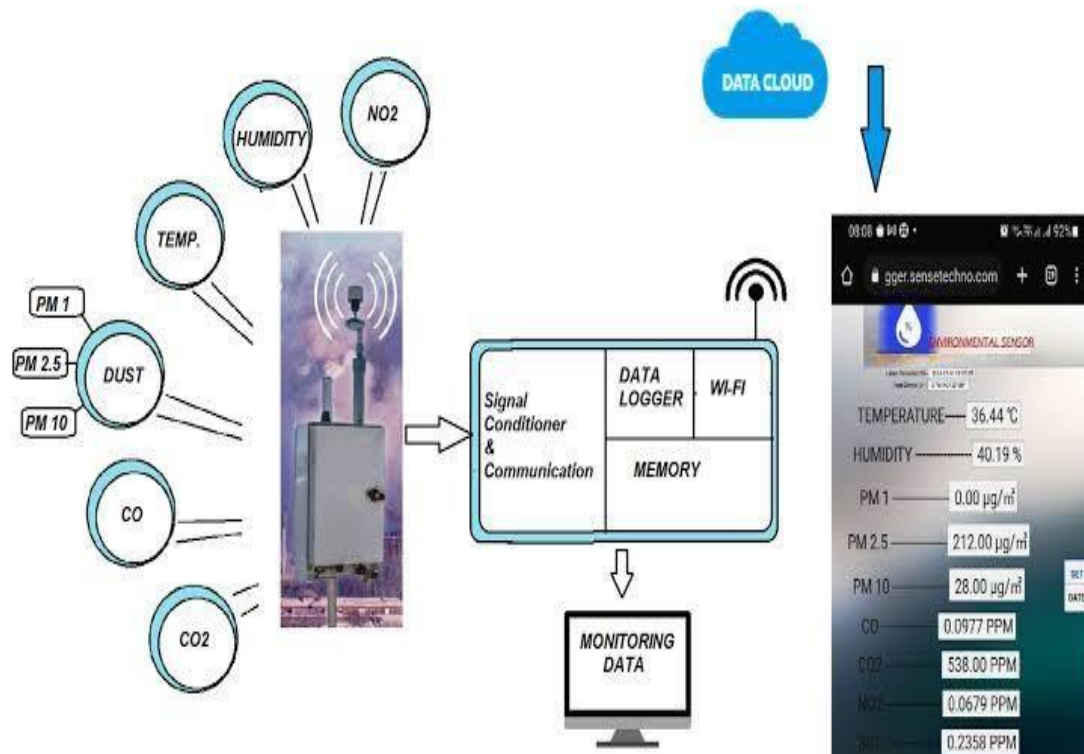 NO2
HUMIDITY
TEMP.
PM 1
PM 2.5
DUST
PM 10
CO
CO2
Signal
Conditioner
&
Communication
DATA
LOGGER
WI-FI
MEMORY
MONITORING
DATA
DATA CLOUD
08:08
92%
gger.sensetechno.com
ENVIRONMENTAL SENSOR
TEMPERATURE 36.44 °C
HUMIDITY 40.19 %
PM 1 0.00 µg/m³
PM 2.5 212.00 µg/m³
PM 10 28.00 µg/m³
CO 0.0977 PPM
CO2 538.00 PPM
NO2 0.0679 PPM
0.2358 PPM